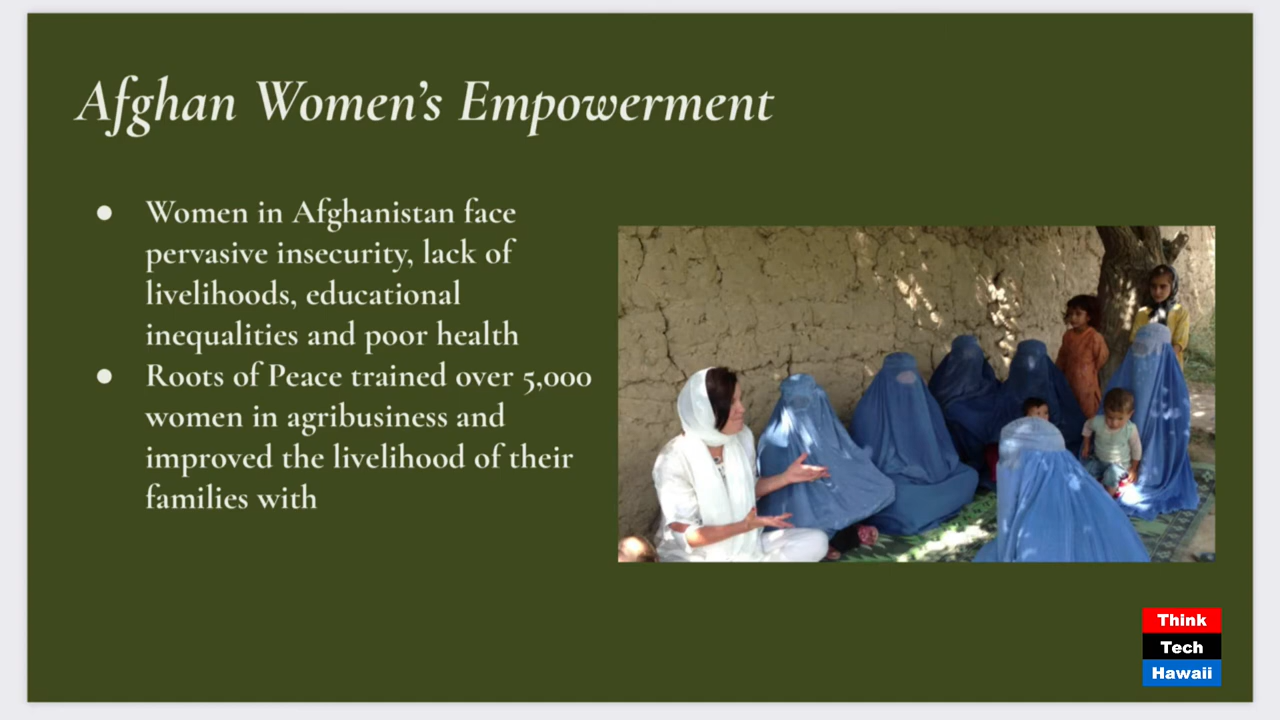 Afghan Women's Empowerment
● Women in Afghanistan face
pervasive insecurity, lack of
livelihoods, educational
inequalities and poor health
● Roots of Peace trained over 5,000
women in agribusiness and
improved the livelihood of their
families with
Think
Tech
Hawaii